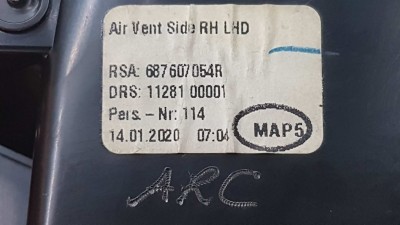 Air Vent Side RH LHD
RSA: 687607054R
DRS: 11281 00001
Pers. - Nr: 114
14.01.2020 07:04 MAP5
ARC